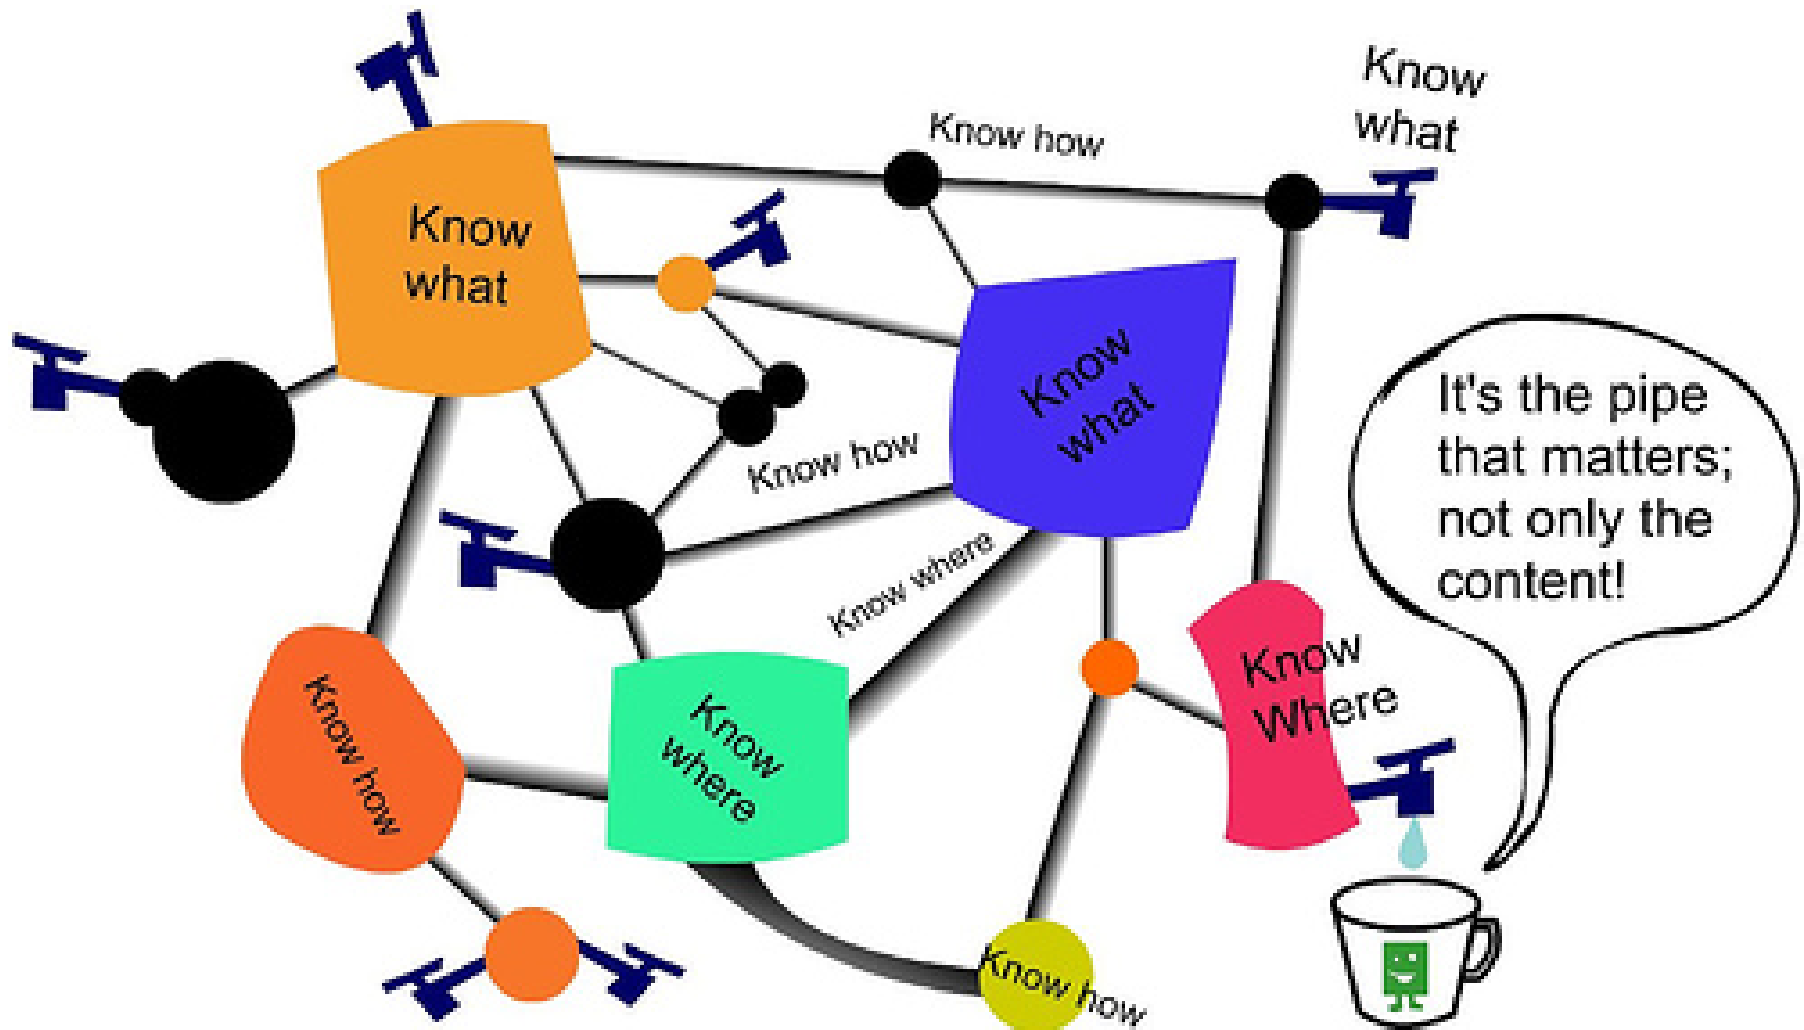 Know
what
Know how
Know
what
Know
what
Know how
Know where
It's the pipe
that matters;
not only the
content!
Know
Where
Know how
Know
where
Know how